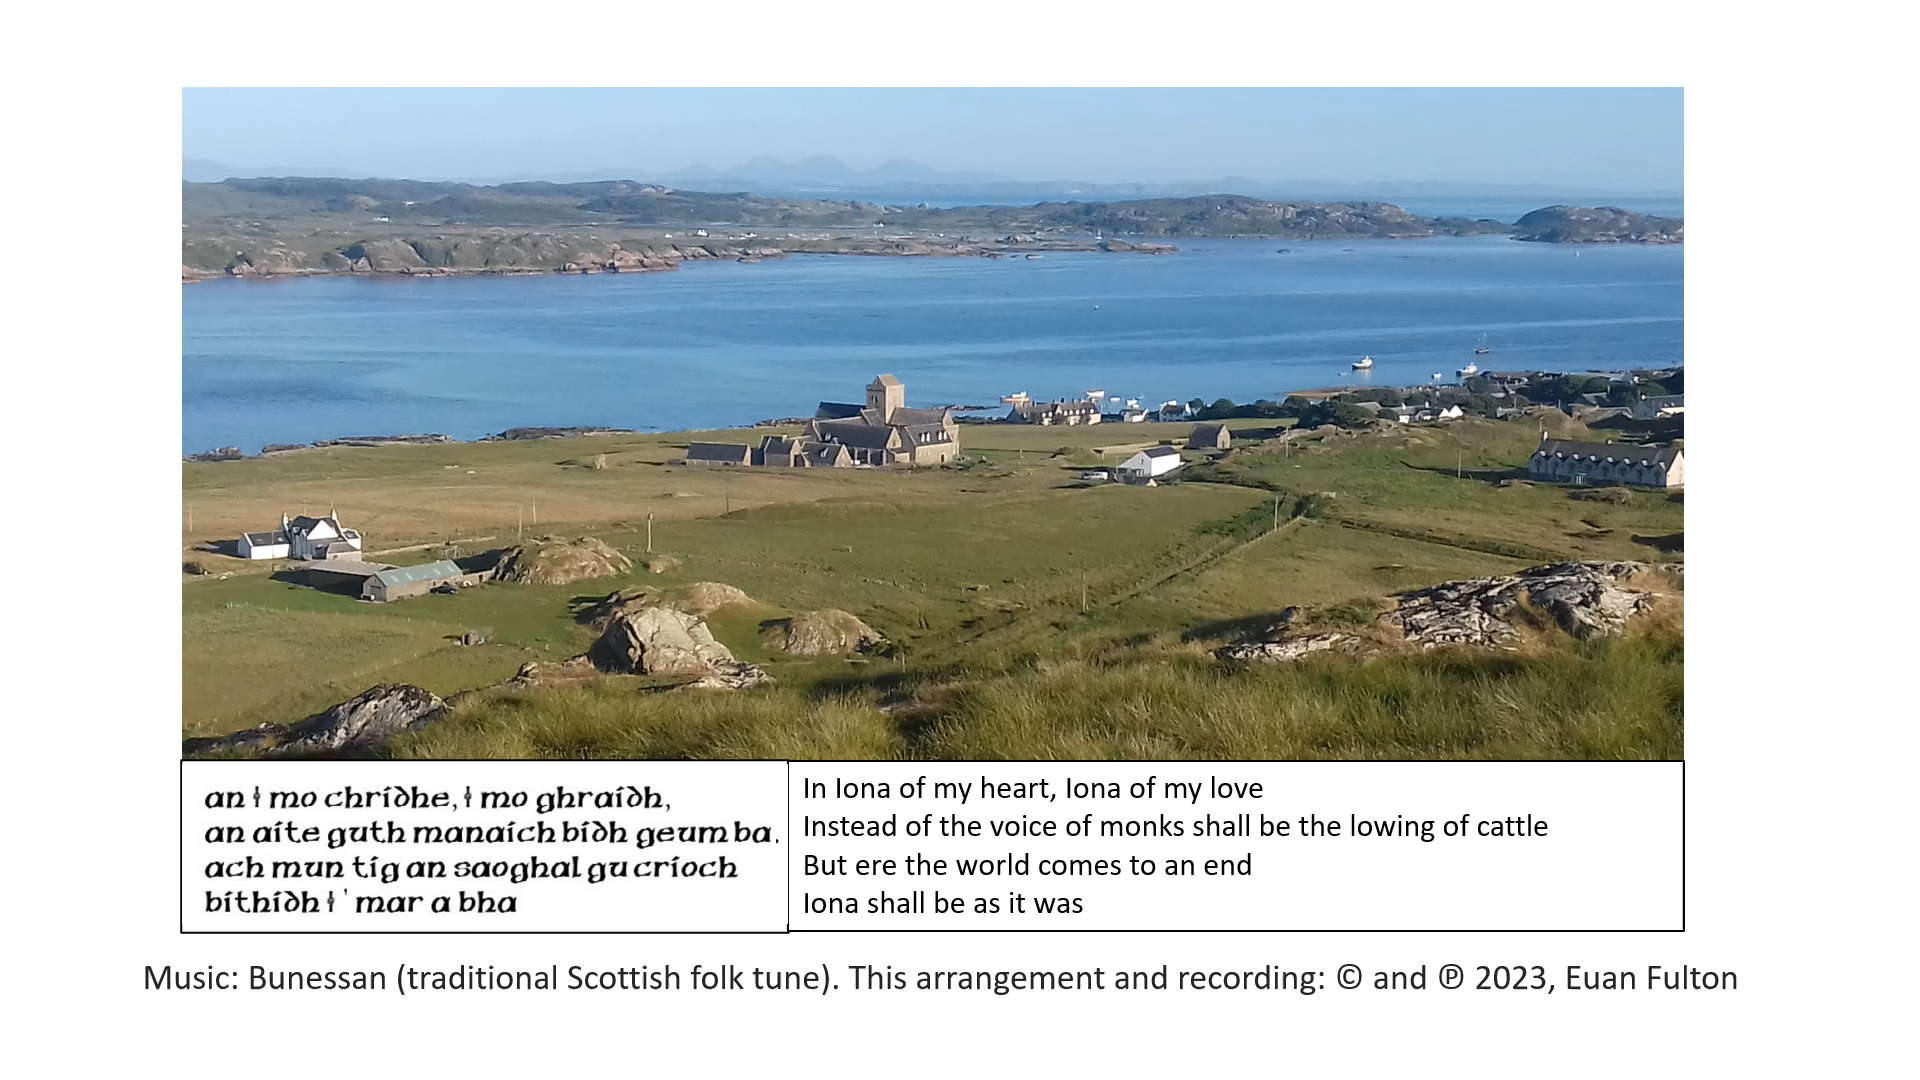 an I mo chridhe, I mo ghraidh,
an aite guth manaich bidh geum ba.
ach mun tig an saoghal gu crioch
bithidh I ' mar a bha
In Iona of my heart, Iona of my love
Instead of the voice of monks shall be the lowing of cattle
But ere the world comes to an end
Iona shall be as it was
Music: Bunessan (traditional Scottish folk tune). This arrangement and recording: © and ℗ 2023, Euan Fulton